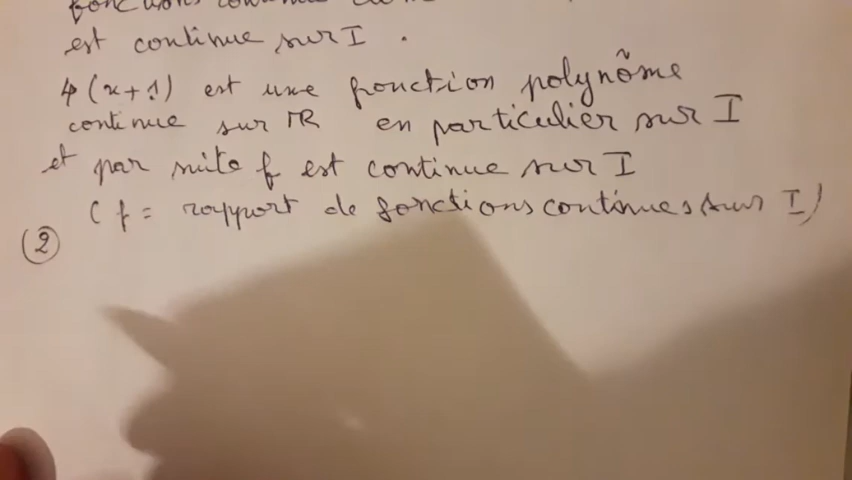 est continue sur I .
4(x+1) est une fonction polynôme
continue sur IR en particulier sur I
et par suite f est continue sur I
( f = rapport de fonctions continues sur I)
2